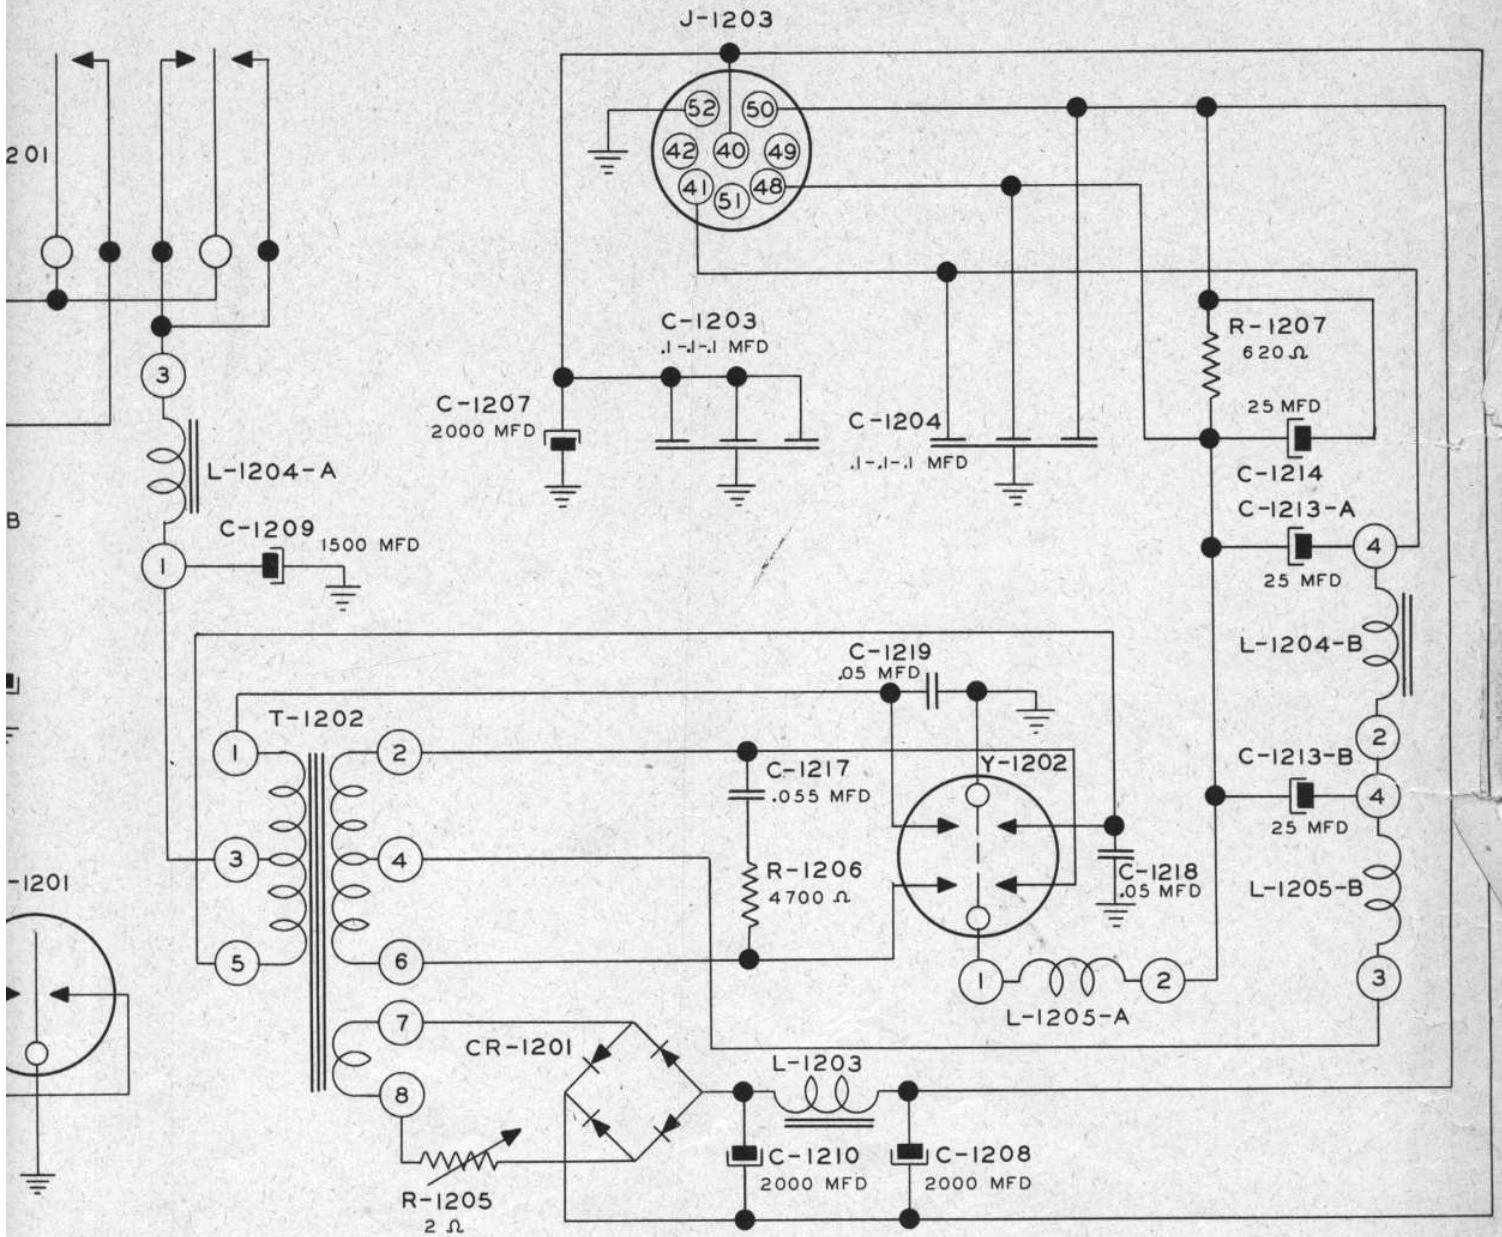 J-1203
52 50
201
42 40 49
41 51 48
C-1203
.1-.1-.1 MFD
R-1207
620 Ω
3
C-1207
2000 MFD
25 MFD
C-1204
.1-.1-.1 MFD
L-1204-A
C-1214
C-1213-A
B
C-1209
1500 MFD
1
4
25 MFD
C-1219
.05 MFD
L-1204-B
T-1202
1 2
2
C-1217
.055 MFD
Y-1202
C-1213-B
4
25 MFD
3 4
-1201
R-1206
4700 Ω
C-1218
.05 MFD
L-1205-B
5 6
1 2
3
L-1205-A
7
CR-1201
L-1203
8
C-1210
2000 MFD
C-1208
2000 MFD
R-1205
2 Ω